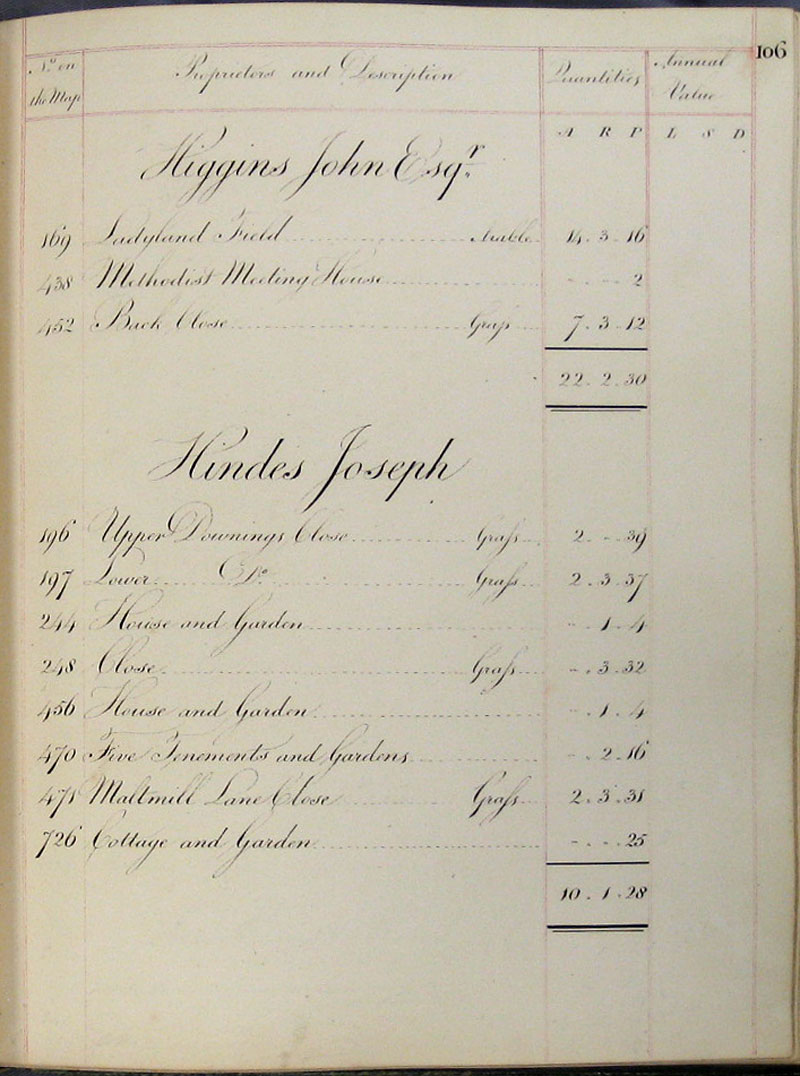 106
No. on the Map Proprietors and Description Quantities Annual Value
A R P L S D
Higgins John Esqr.
169 Ladyland Field Arable 14. 3. 16
438 Methodist Meeting House - - 2
452 Back Close Grass 7. 3. 12
22. 2. 30
Hindes Joseph
196 Upper Downings Close Grass 2. - 39
197 Lower Do. Grass 2. 3. 37
244 House and Garden - 1. 4
248 Close Grass - 3. 32
456 House and Garden - 1. 4
470 Five Tenements and Gardens - 2. 16
471 Maltmill Lane Close Grass 2. 3. 31
726 Cottage and Garden - - 25
10. 1. 28